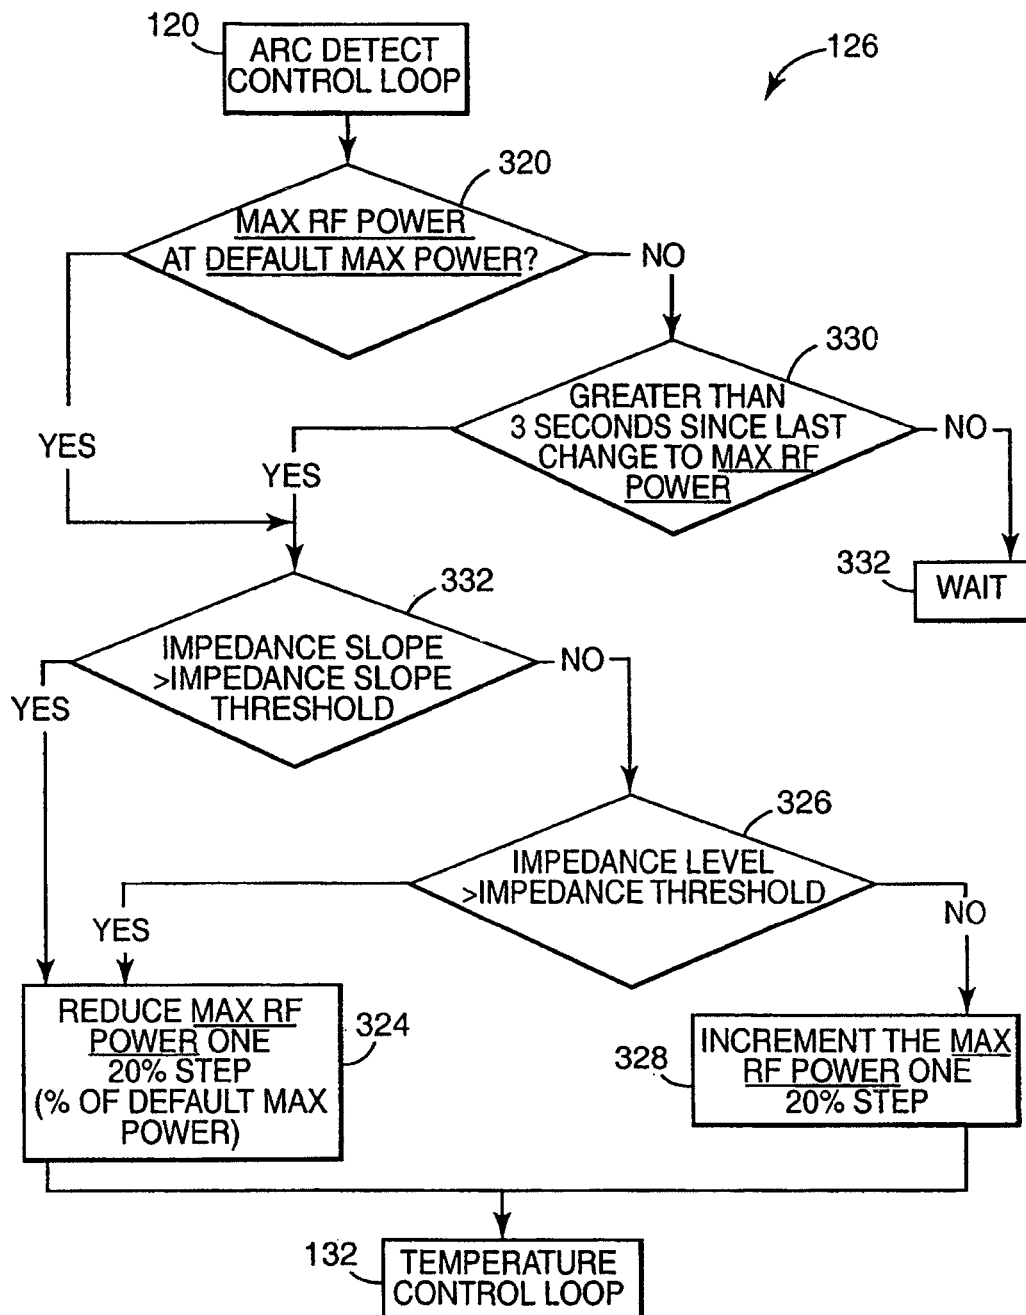 120
ARC DETECT
CONTROL LOOP
126
320
MAX RF POWER
AT DEFAULT MAX POWER?
NO
330
GREATER THAN
3 SECONDS SINCE LAST
CHANGE TO MAX RF
POWER
NO
YES
YES
332
WAIT
332
IMPEDANCE SLOPE
>IMPEDANCE SLOPE
THRESHOLD
NO
YES
326
IMPEDANCE LEVEL
>IMPEDANCE THRESHOLD
YES
NO
REDUCE MAX RF
POWER ONE
20% STEP
(% OF DEFAULT MAX
POWER)
324
328
INCREMENT THE MAX
RF POWER ONE
20% STEP
132
TEMPERATURE
CONTROL LOOP